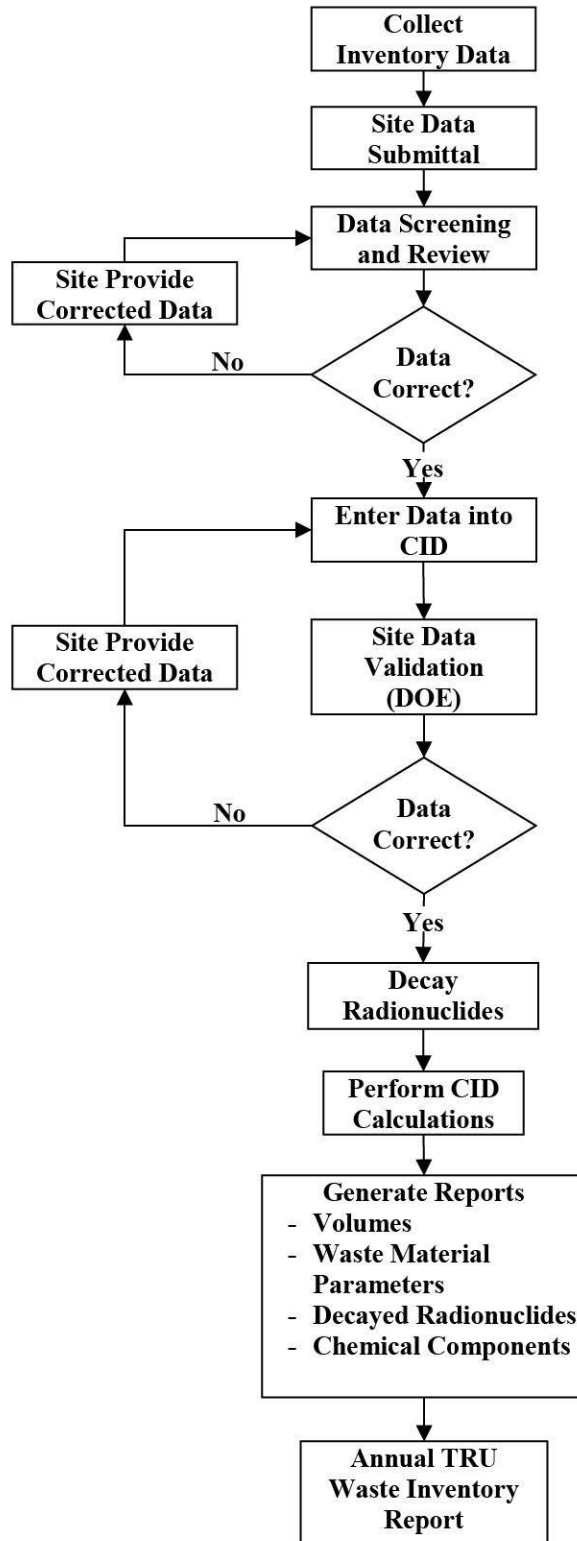 Collect
Inventory Data
Site Data
Submittal
Data Screening
and Review
Site Provide
Corrected Data
No
Data
Correct?
Yes
Enter Data into
CID
Site Provide
Corrected Data
Site Data
Validation
(DOE)
No
Data
Correct?
Yes
Decay
Radionuclides
Perform CID
Calculations
Generate Reports
- Volumes
- Waste Material
Parameters
- Decayed Radionuclides
- Chemical Components
Annual TRU
Waste Inventory
Report